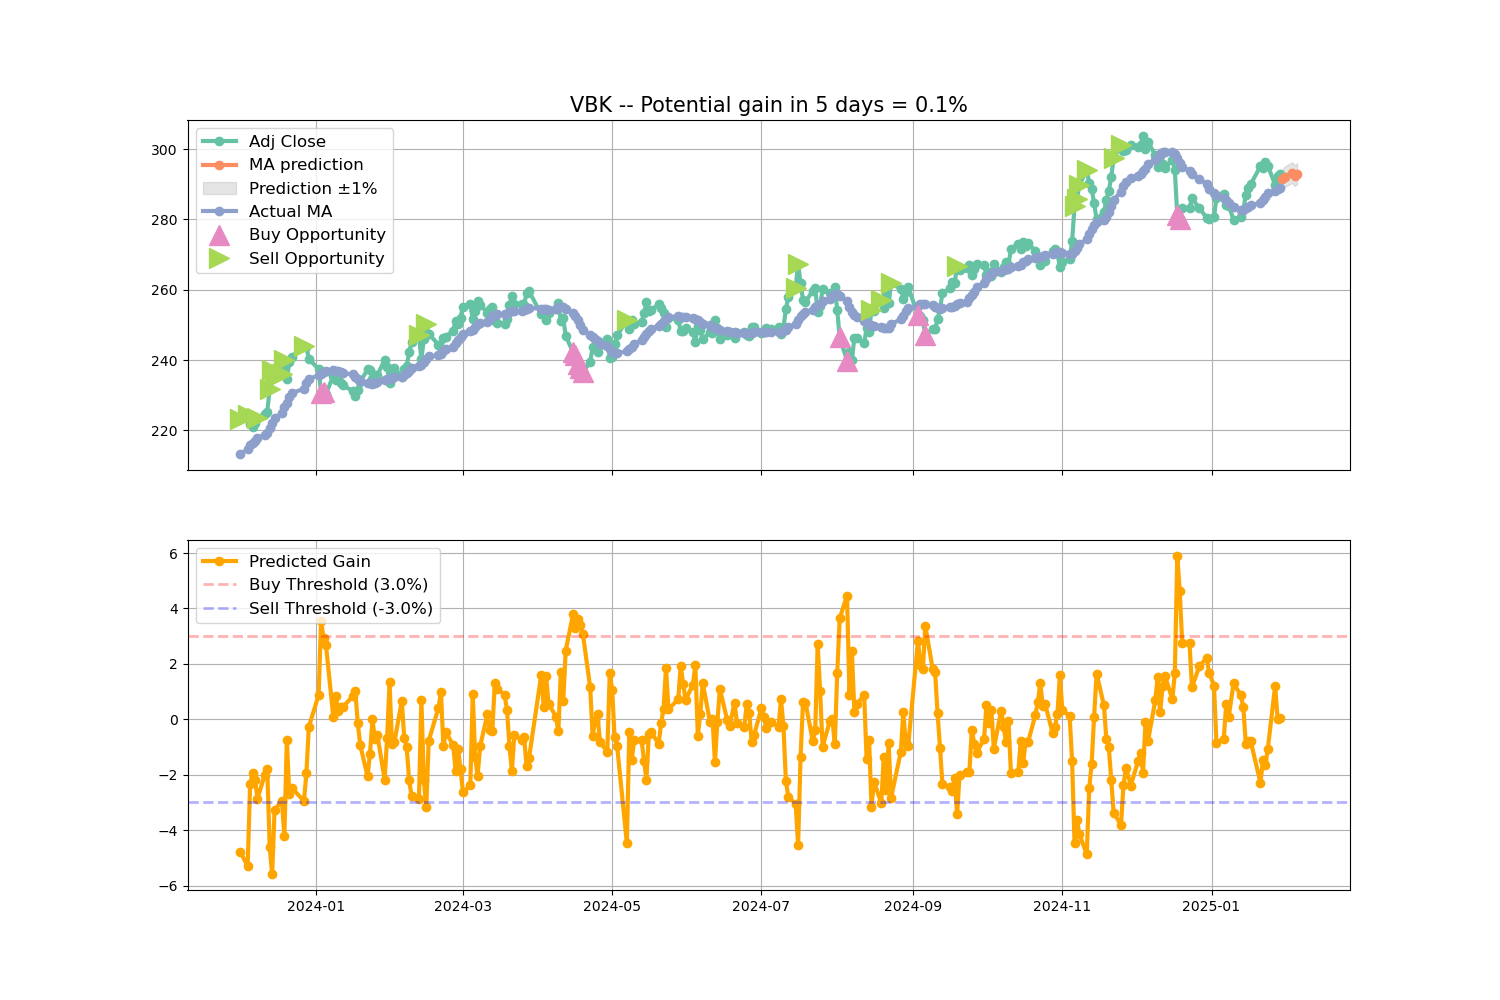 VBK -- Potential gain in 5 days = 0.1%
Adj Close
MA prediction
Prediction ±1%
Actual MA
Buy Opportunity
Sell Opportunity
300
280
260
240
220
Predicted Gain
Buy Threshold (3.0%)
Sell Threshold (-3.0%)
6
4
2
0
−2
−4
−6
2024-01 2024-03 2024-05 2024-07 2024-09 2024-11 2025-01